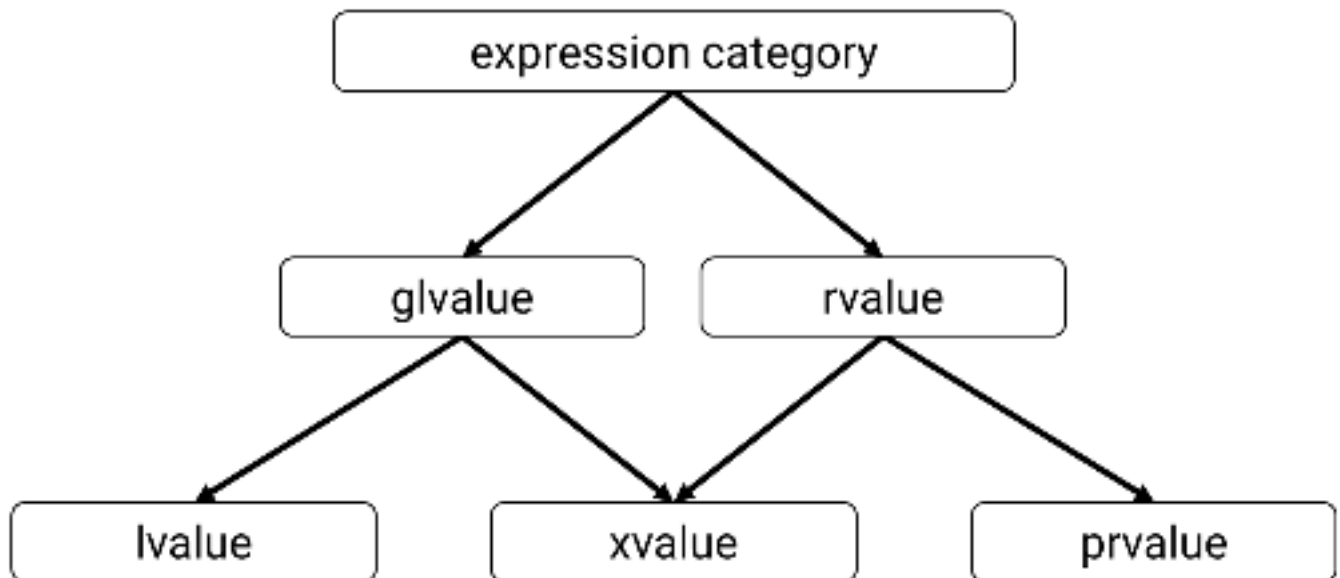 expression category
glvalue
rvalue
lvalue
xvalue
prvalue